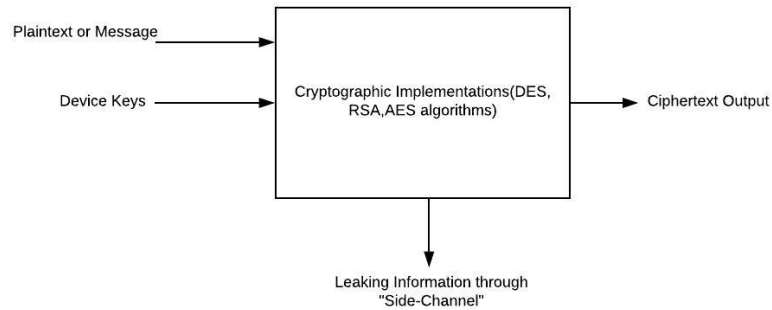 Plaintext or Message
Device Keys
Cryptographic Implementations(DES,
RSA,AES algorithms)
Ciphertext Output
Leaking Information through
"Side-Channel"